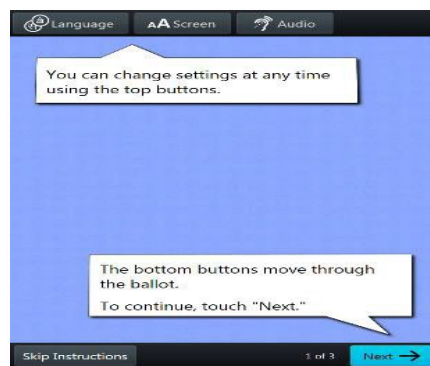 Language AA Screen Audio
You can change settings at any time
using the top buttons.
The bottom buttons move through
the ballot.
To continue, touch "Next."
Skip Instructions 1 of 3 Next →